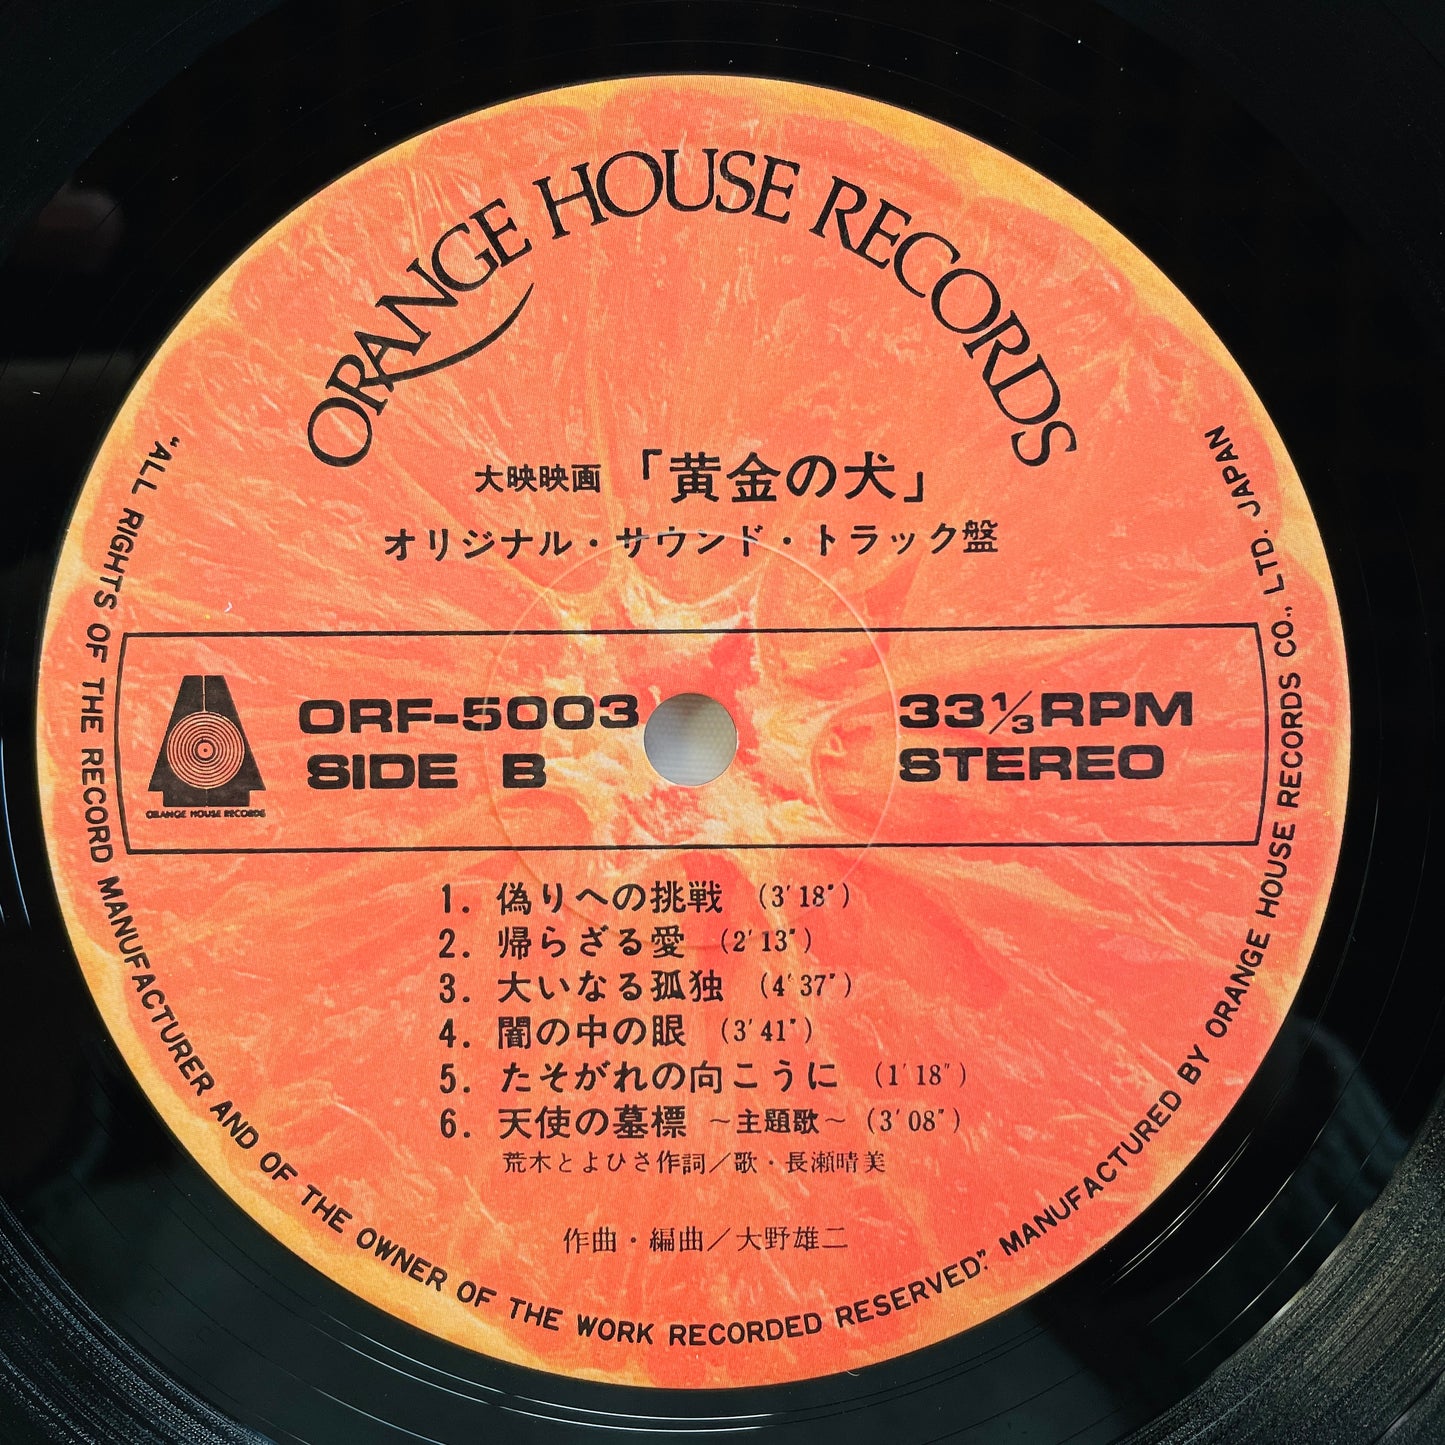 ORANGE HOUSE RECORDS
大映映画「黄金の犬」
オリジナル・サウンド・トラック盤
ORF-5003
SIDE B
33 1/3 RPM
STEREO
ORANGE HOUSE RECORDS
1. 偽りへの挑戦 (3′18″)
2. 帰らざる愛 (2′13″)
3. 大いなる孤独 (4′37″)
4. 闇の中の眼 (3′41″)
5. たそがれの向こうに (1′18″)
6. 天使の墓標 ～主題歌～ (3′08″)
荒木とよひさ作詞／歌・長瀬晴美
作曲・編曲／大野雄二
"ALL RIGHTS OF THE RECORD MANUFACTURER AND OF THE OWNER OF THE WORK RECORDED RESERVED". MANUFACTURED BY ORANGE HOUSE RECORDS CO., LTD. JAPAN